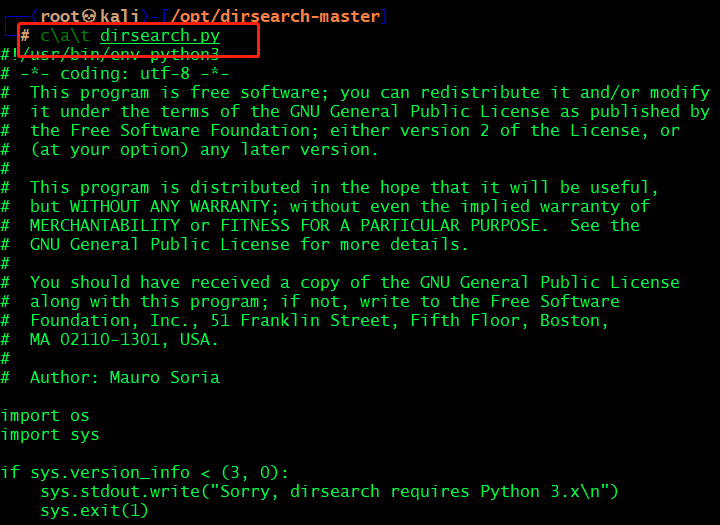 ┌──(root㉿kali)-[/opt/dirsearch-master]
└─# c\a\t dirsearch.py
#!/usr/bin/env python3
# -*- coding: utf-8 -*-
#  This program is free software; you can redistribute it and/or modify
#  it under the terms of the GNU General Public License as published by
#  the Free Software Foundation; either version 2 of the License, or
#  (at your option) any later version.
#
#  This program is distributed in the hope that it will be useful,
#  but WITHOUT ANY WARRANTY; without even the implied warranty of
#  MERCHANTABILITY or FITNESS FOR A PARTICULAR PURPOSE.  See the
#  GNU General Public License for more details.
#
#  You should have received a copy of the GNU General Public License
#  along with this program; if not, write to the Free Software
#  Foundation, Inc., 51 Franklin Street, Fifth Floor, Boston,
#  MA 02110-1301, USA.
#
#  Author: Mauro Soria

import os
import sys

if sys.version_info < (3, 0):
    sys.stdout.write("Sorry, dirsearch requires Python 3.x\n")
    sys.exit(1)